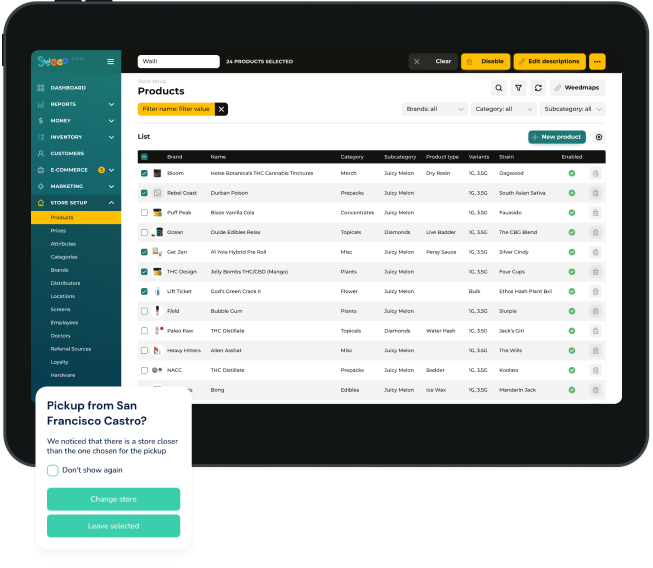 Sweep
Walli
24 PRODUCTS SELECTED
Clear
Disable
Edit descriptions
DASHBOARD
REPORTS
MONEY
INVENTORY
CUSTOMERS
E-COMMERCE 5
MARKETING
STORE SETUP
Products
Prices
Attributes
Categories
Brands
Distributors
Locations
Screens
Employees
Doctors
Referral Sources
Loyalty
Hardware
Store setup
Products
Weedmaps
Filter name: filter value
Brands: all
Category: all
Subcategory: all
List
New product
Brand Name Category Subcategory Product type Variants Strain Enabled
Bloom Helse Botanicals THC Cannabis Tinctures Merch Juicy Melon Dry Resin 1G, 3.5G Dagwood
Rebel Coast Durban Poison Prepacks Juicy Melon 1G, 3.5G South Asian Sativa
Puff Peak Blaze Vanilla Cola Concentrates Juicy Melon 1G, 3.5G Fauwsido
Ocean Ouide Edibles Relax Topicals Diamonds Live Badder 1G, 3.5G The CBG Blend
Get Zen A1 Yola Hybrid Pre Roll Misc Juicy Melon Persy Sauce 1G, 3.5G Silver Cindy
THC Design Jelly Bombs THC/CBD (Mango) Plants Juicy Melon 1G, 3.5G Four Cups
Lift Ticket God's Green Crack II Flower Juicy Melon Bulk Ethos Hash Plant Bx1
Field Bubble Gum Plants Juicy Melon 1G, 3.5G Slurpie
Paleo Paw THC Distillate Topicals Diamonds Water Hash 1G, 3.5G Jack's Girl
Heavy Hitters Alien Aoshat Misc Juicy Melon 1G, 3.5G The Wills
NACC THC Distillate Prepacks Juicy Melon Badder 1G, 3.5G Koolato
Bong Edibles Juicy Melon Ice Wax 1G, 3.5G Mandarin Jack
Pickup from San
Francisco Castro?
We noticed that there is a store closer
than the one chosen for the pickup
Don't show again
Change store
Leave selected